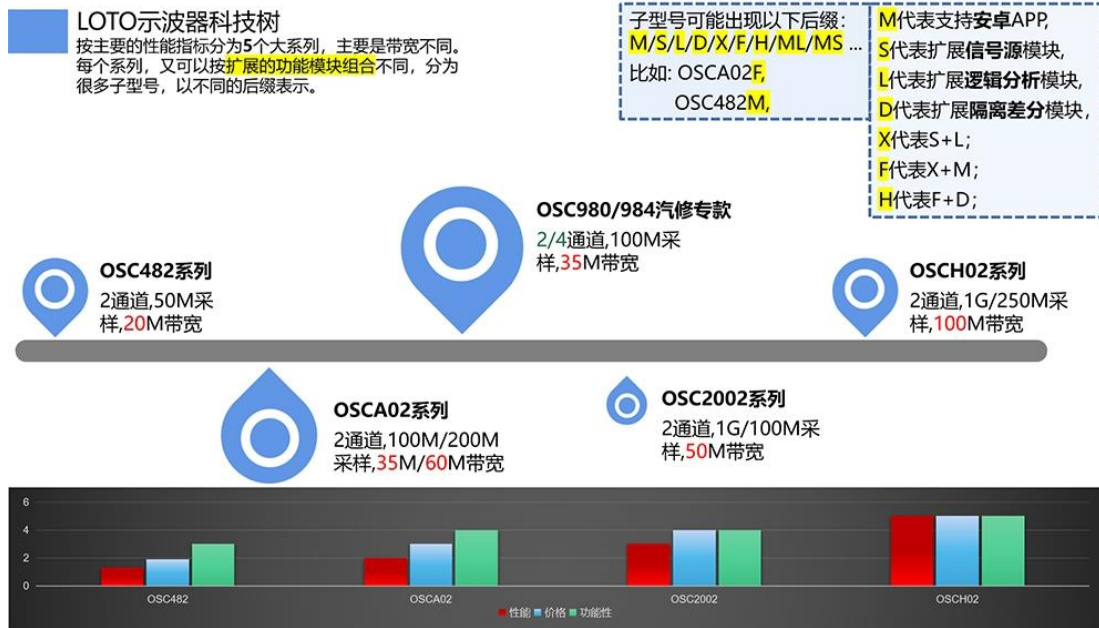 LOTO示波器科技树
按主要的性能指标分为5个大系列，主要是带宽不同。
每个系列，又可以按扩展的功能模块组合不同，分为
很多子型号，以不同的后缀表示。
子型号可能出现以下后缀：
M/S/L/D/X/F/H/ML/MS ...
比如: OSCA02F,
OSC482M,
M代表支持安卓APP,
S代表扩展信号源模块,
L代表扩展逻辑分析模块,
D代表扩展隔离差分模块,
X代表S+L；
F代表X+M；
H代表F+D；
OSC980/984汽修专款
2/4通道,100M采
样,35M带宽
OSC482系列
2通道,50M采
样,20M带宽
OSCH02系列
2通道,1G/250M采
样,100M带宽
OSCA02系列
2通道,100M/200M
采样,35M/60M带宽
OSC2002系列
2通道,1G/100M采
样,50M带宽
6
4
2
0
OSC482
OSCA02
OSC2002
OSCH02
性能 价格 功能性